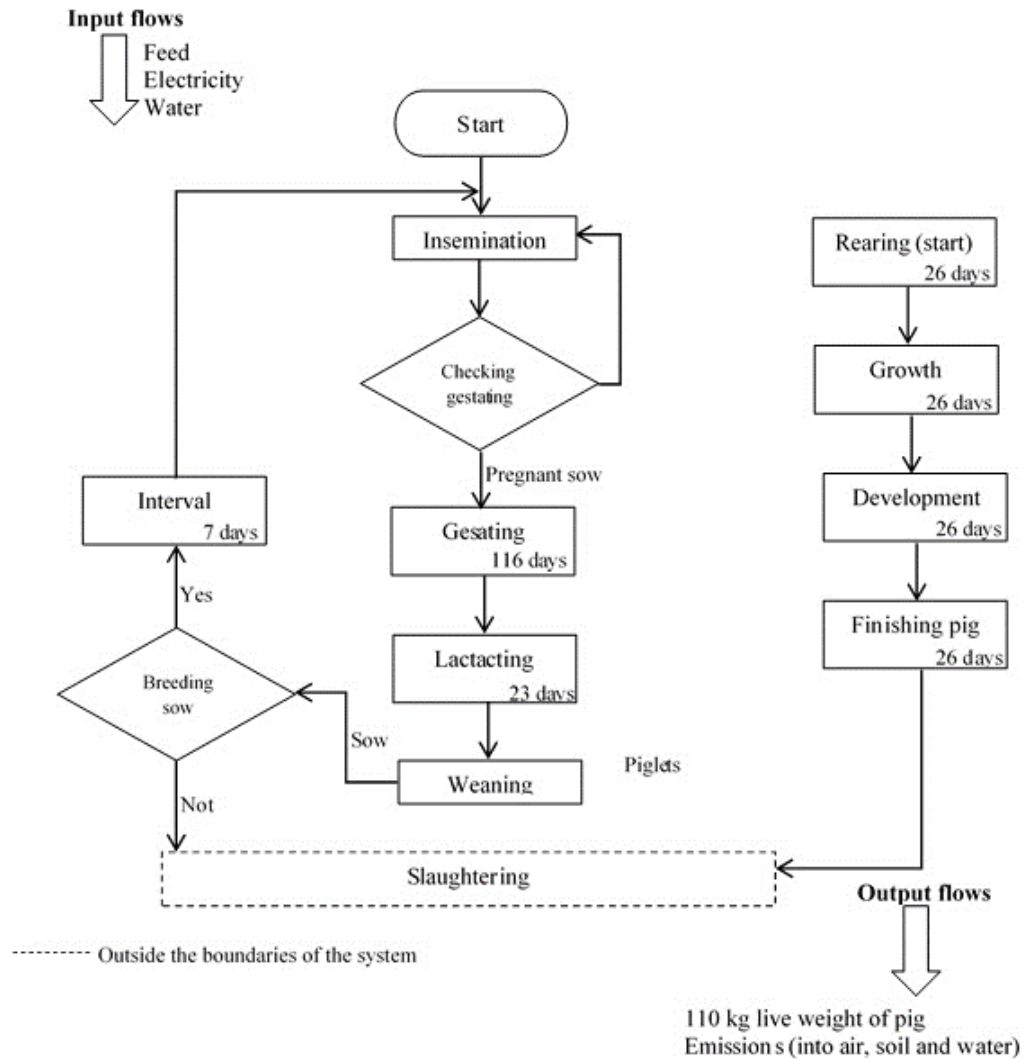 Input flows
Feed
Electricity
Water
Start
Insemination
Checking
gestating
Pregnant sow
Gesating
116 days
Lactacting
23 days
Weaning
Sow
Piglets
Breeding
sow
Yes
Not
Interval
7 days
Rearing (start)
26 days
Growth
26 days
Development
26 days
Finishing pig
26 days
Slaughtering
Output flows
Outside the boundaries of the system
110 kg live weight of pig
Emissions (into air, soil and water)